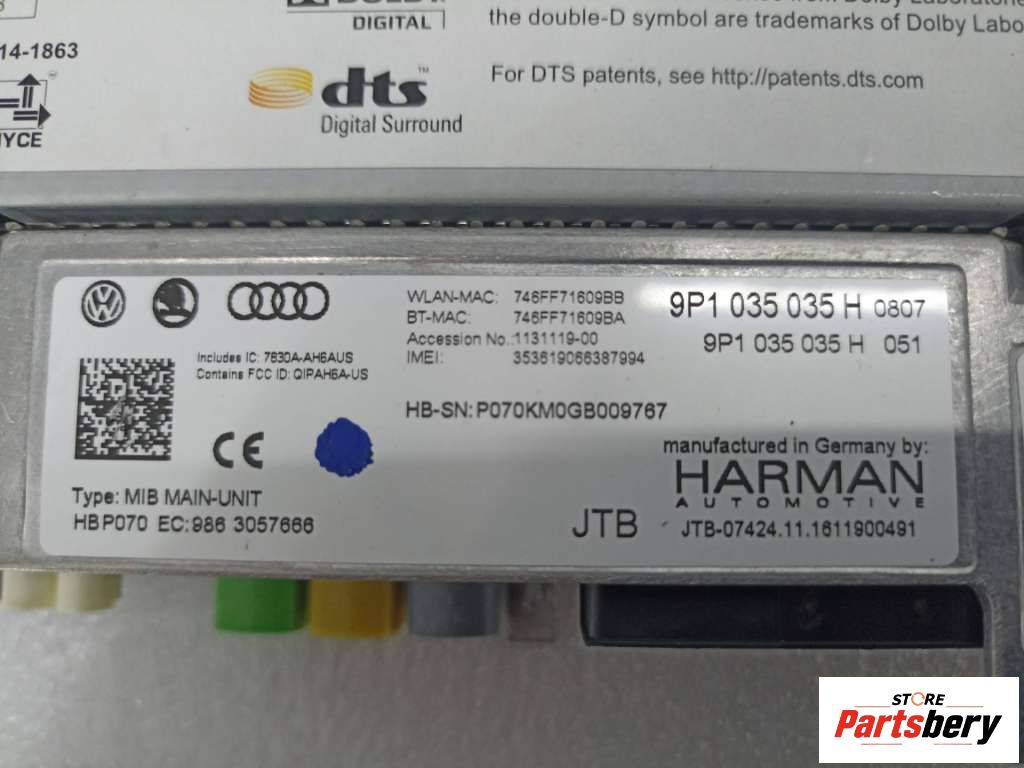 DIGITAL
the double-D symbol are trademarks of Dolby Labo
14-1863
dts™
Digital Surround
For DTS patents, see http://patents.dts.com
WLAN-MAC: 746FF71609BB
BT-MAC: 746FF71609BA
Accession No.:1131119-00
IMEI: 353619066387994
9P1 035 035 H 0807
9P1 035 035 H 051
Includes IC: 7830A-AH6AUS
Contains FCC ID: QIPAH6A-US
HB-SN: P070KM0GB009767
CE
manufactured in Germany by:
HARMAN
AUTOMOTIVE
Type: MIB MAIN-UNIT
HBP070 EC:986 3057666
JTB
JTB-07424.11.1611900491
STORE
Partsbery